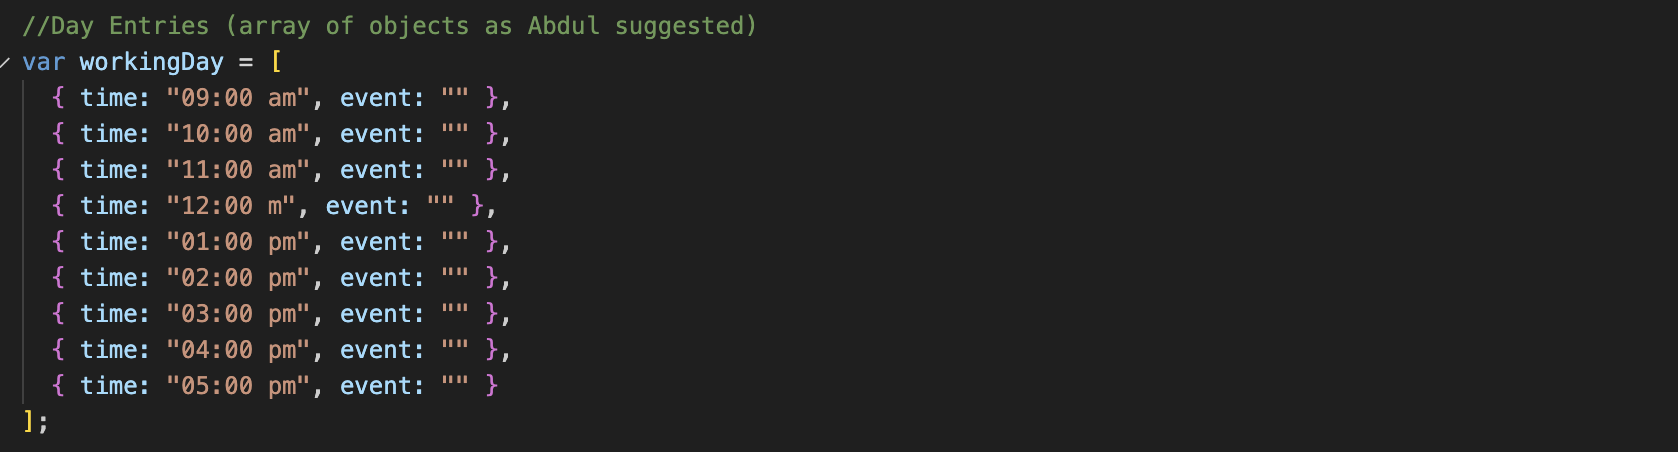 //Day Entries (array of objects as Abdul suggested)
var workingDay = [
{ time: "09:00 am", event: "" },
{ time: "10:00 am", event: "" },
{ time: "11:00 am", event: "" },
{ time: "12:00 m", event: "" },
{ time: "01:00 pm", event: "" },
{ time: "02:00 pm", event: "" },
{ time: "03:00 pm", event: "" },
{ time: "04:00 pm", event: "" },
{ time: "05:00 pm", event: "" }
];